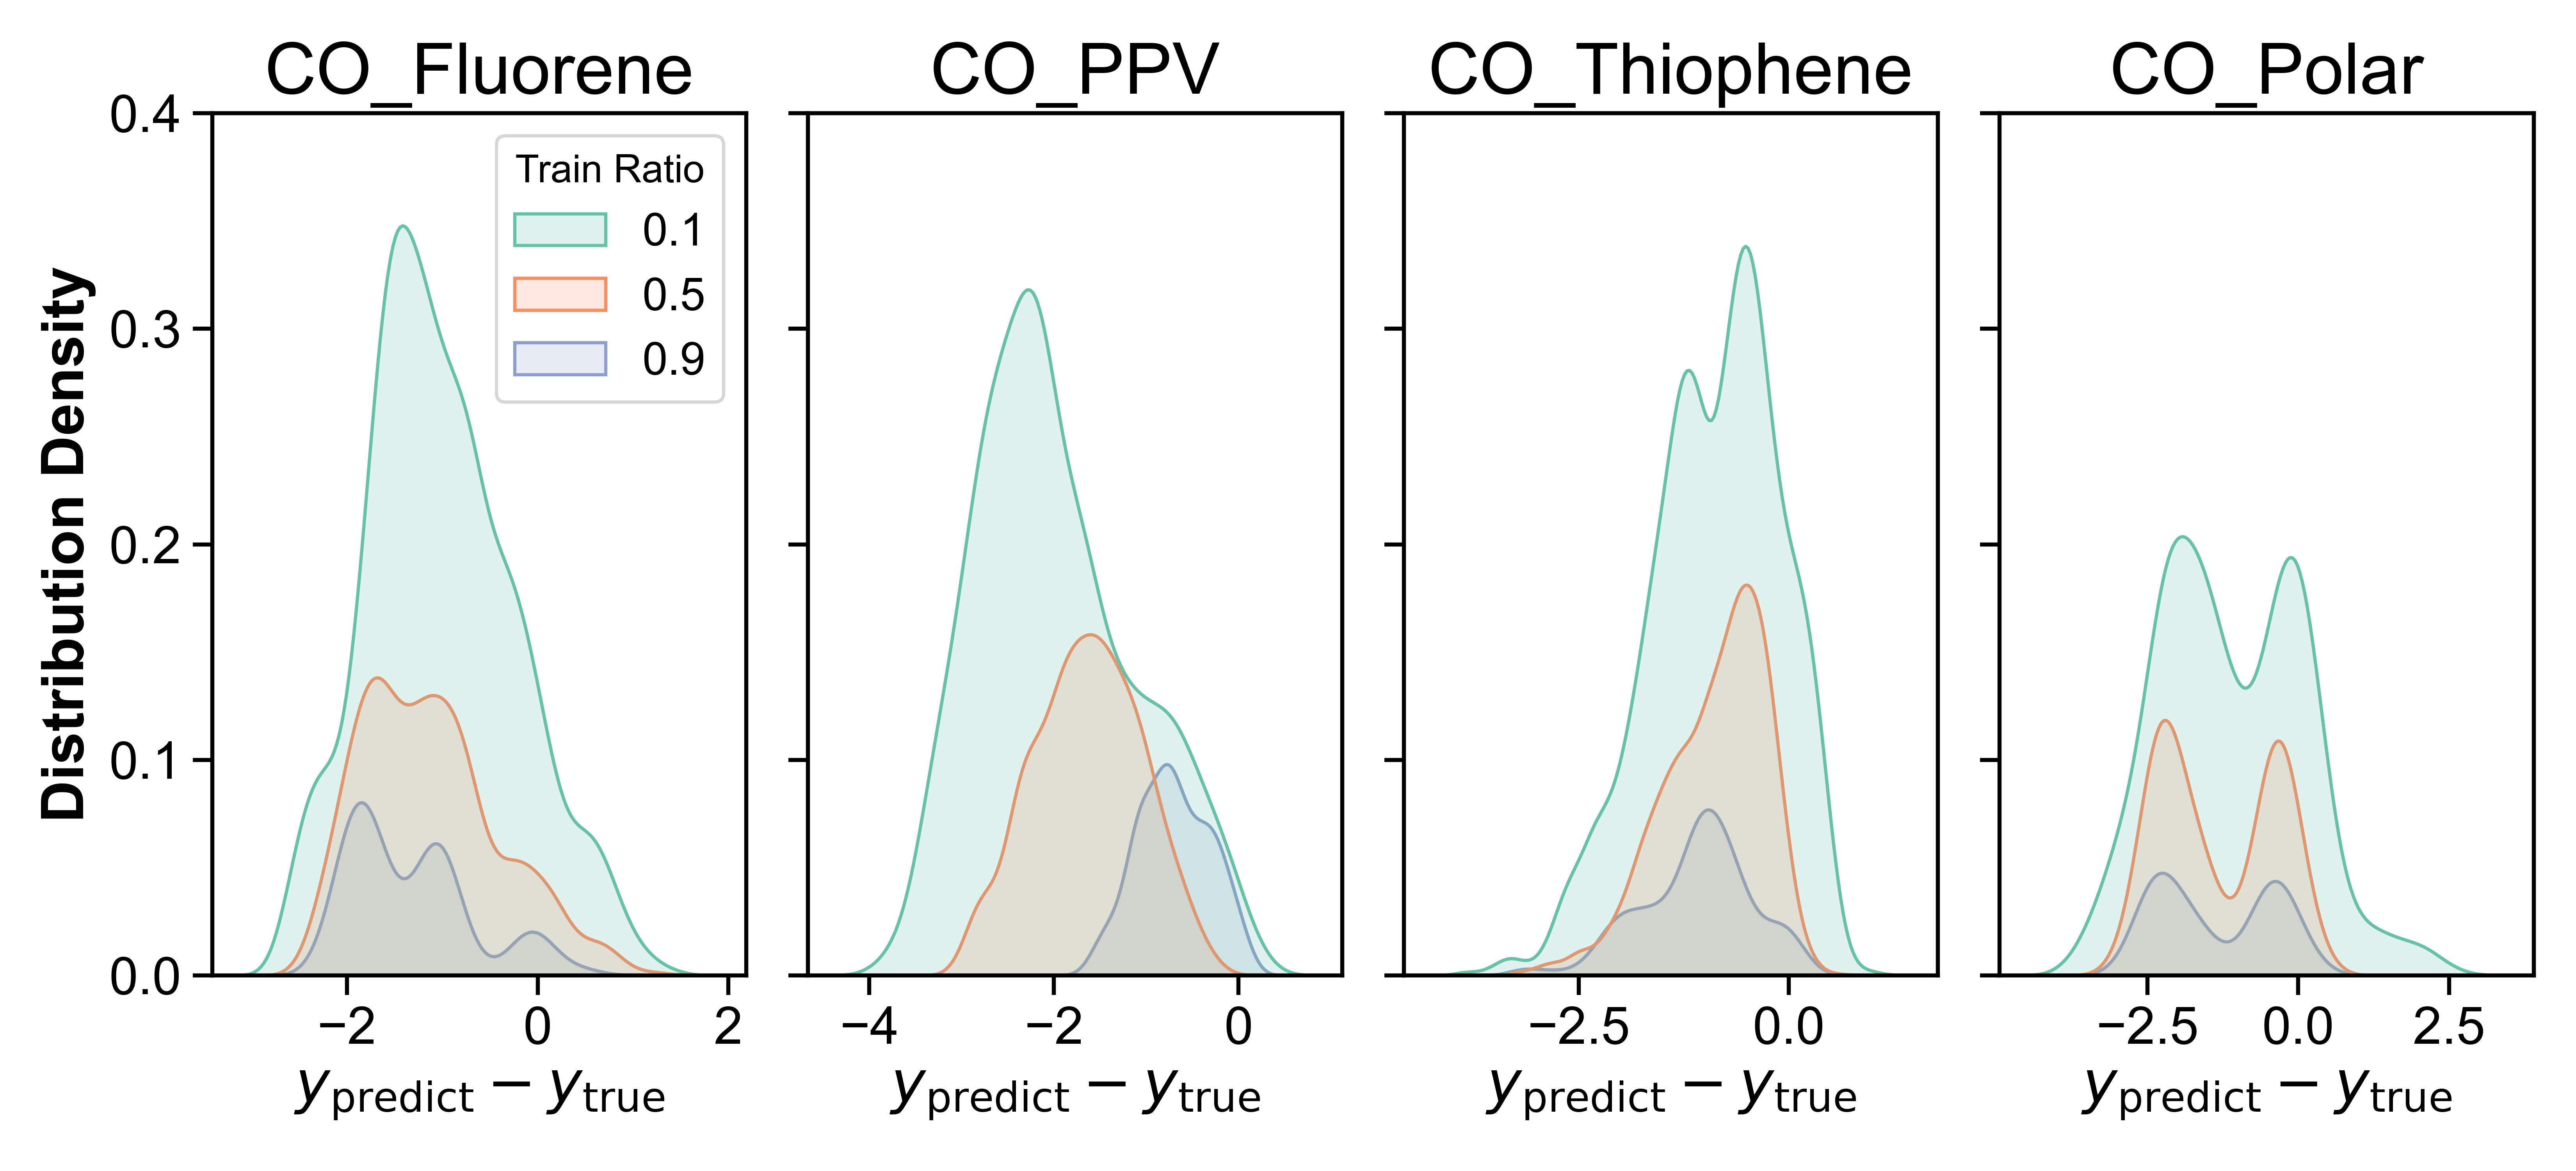 CO_Fluorene
CO_PPV
CO_Thiophene
CO_Polar
Distribution Density
0.4
0.3
0.2
0.1
0.0
Train Ratio
0.1
0.5
0.9
−2 0 2
−4 −2 0
−2.5 0.0
−2.5 0.0 2.5
ypredict − ytrue
ypredict − ytrue
ypredict − ytrue
ypredict − ytrue